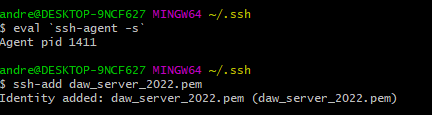 andre@DESKTOP-9NCF627 MINGW64 ~/.ssh
$ eval `ssh-agent -s`
Agent pid 1411
andre@DESKTOP-9NCF627 MINGW64 ~/.ssh
$ ssh-add daw_server_2022.pem
Identity added: daw_server_2022.pem (daw_server_2022.pem)